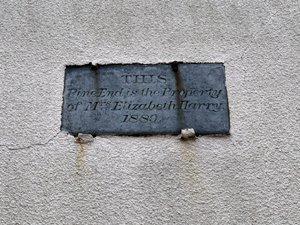 THIS
Pine End is the Property
of Mrs Elizabeth Harry
1880.